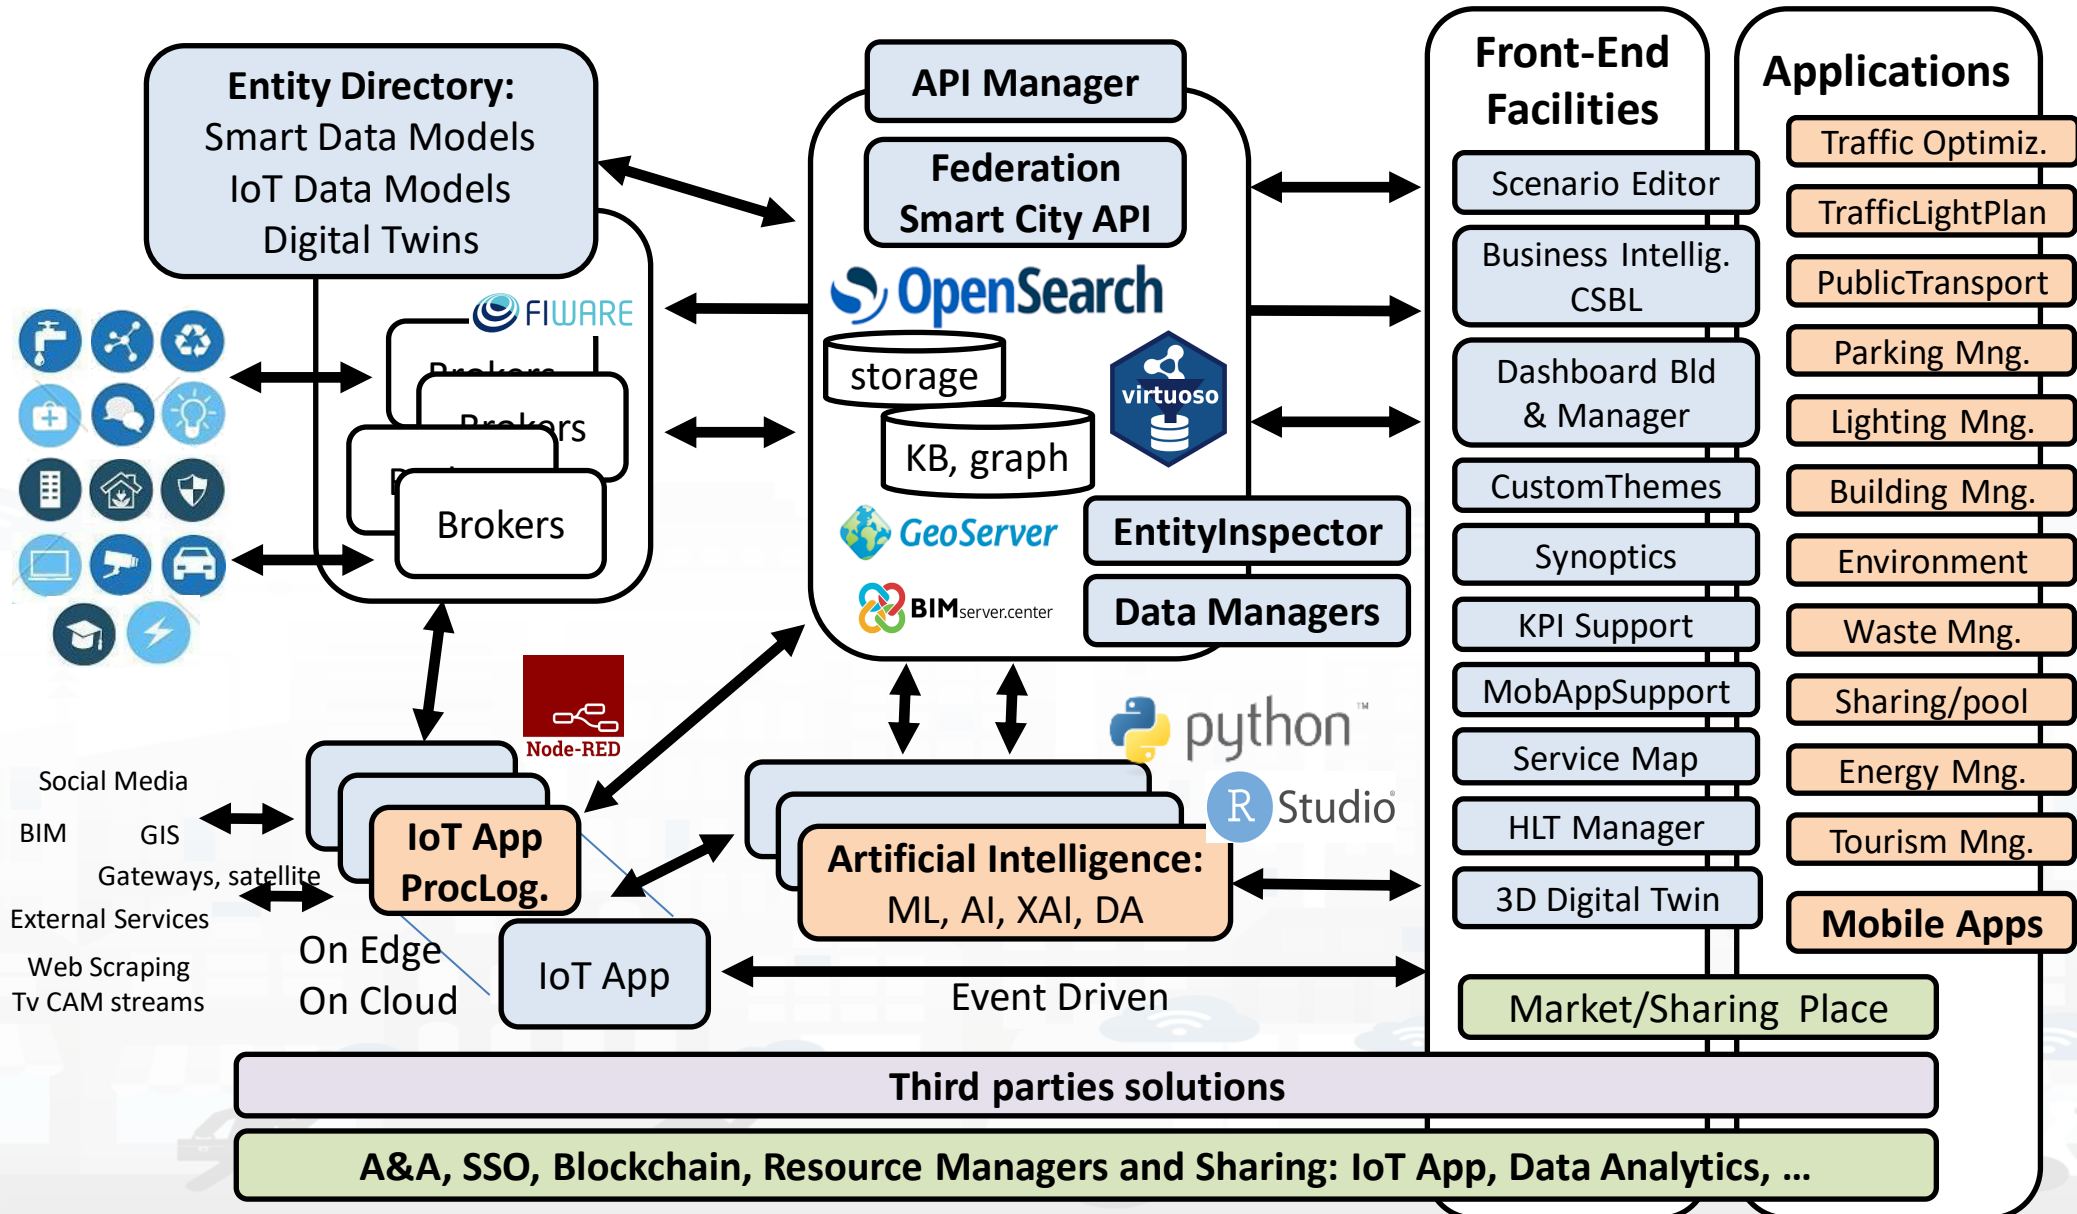 Entity Directory:
Smart Data Models
IoT Data Models
Digital Twins
FIWARE
Brokers
Brokers
Brokers
API Manager
Federation
Smart City API
OpenSearch
storage
virtuoso
KB, graph
GeoServer
EntityInspector
BIMserver.center
Data Managers
Node-RED
Social Media
BIM
GIS
Gateways, satellite
External Services
Web Scraping
Tv CAM streams
IoT App
ProcLog.
On Edge
On Cloud
IoT App
python™
R Studio®
Artificial Intelligence:
ML, AI, XAI, DA
Event Driven
Front-End
Facilities
Scenario Editor
Business Intellig.
CSBL
Dashboard Bld
& Manager
CustomThemes
Synoptics
KPI Support
MobAppSupport
Service Map
HLT Manager
3D Digital Twin
Applications
Traffic Optimiz.
TrafficLightPlan
PublicTransport
Parking Mng.
Lighting Mng.
Building Mng.
Environment
Waste Mng.
Sharing/pool
Energy Mng.
Tourism Mng.
Mobile Apps
Market/Sharing Place
Third parties solutions
A&A, SSO, Blockchain, Resource Managers and Sharing: IoT App, Data Analytics, ...